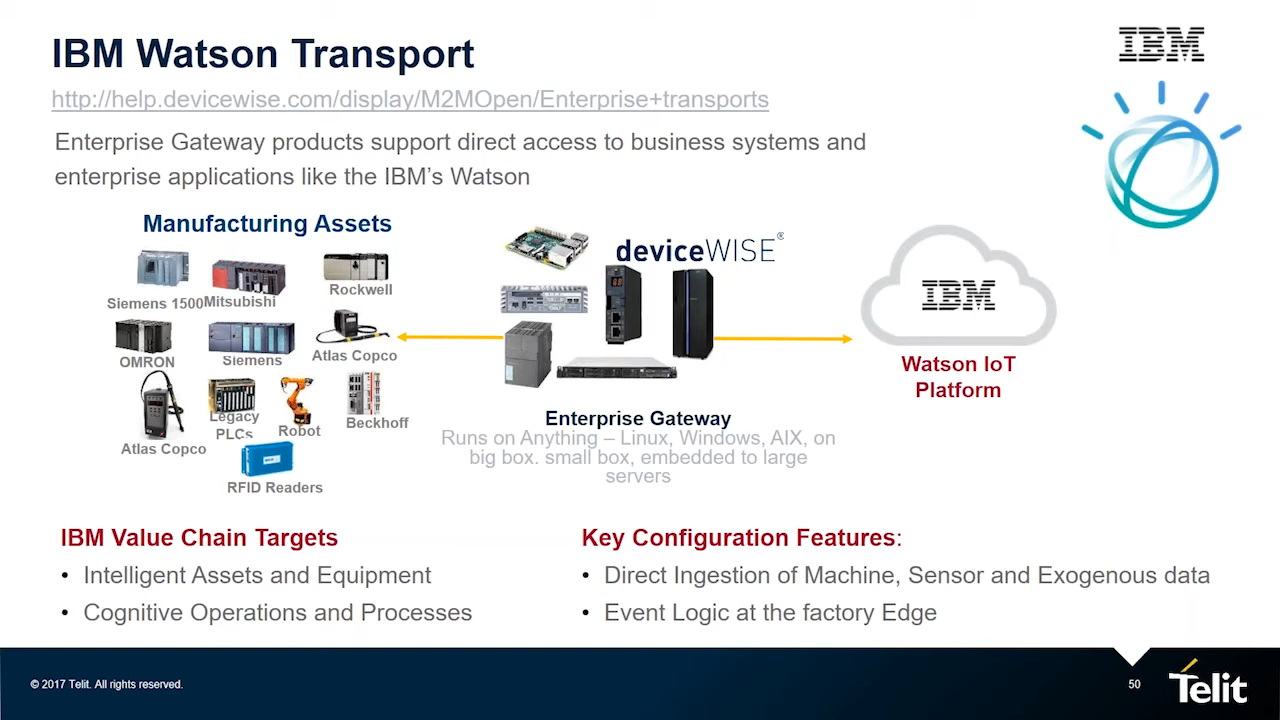 IBM Watson Transport
IBM
http://help.devicewise.com/display/M2MOpen/Enterprise+transports
Enterprise Gateway products support direct access to business systems and
enterprise applications like the IBM's Watson
Manufacturing Assets
Siemens 1500
Mitsubishi
Rockwell
OMRON
Siemens
Atlas Copco
Atlas Copco
Legacy
PLCs
Robot
Beckhoff
RFID Readers
deviceWISE®
Enterprise Gateway
Runs on Anything – Linux, Windows, AIX, on
big box. small box, embedded to large
servers
IBM
Watson IoT
Platform
IBM Value Chain Targets
• Intelligent Assets and Equipment
• Cognitive Operations and Processes
Key Configuration Features:
• Direct Ingestion of Machine, Sensor and Exogenous data
• Event Logic at the factory Edge
© 2017 Telit. All rights reserved.
50
Telit